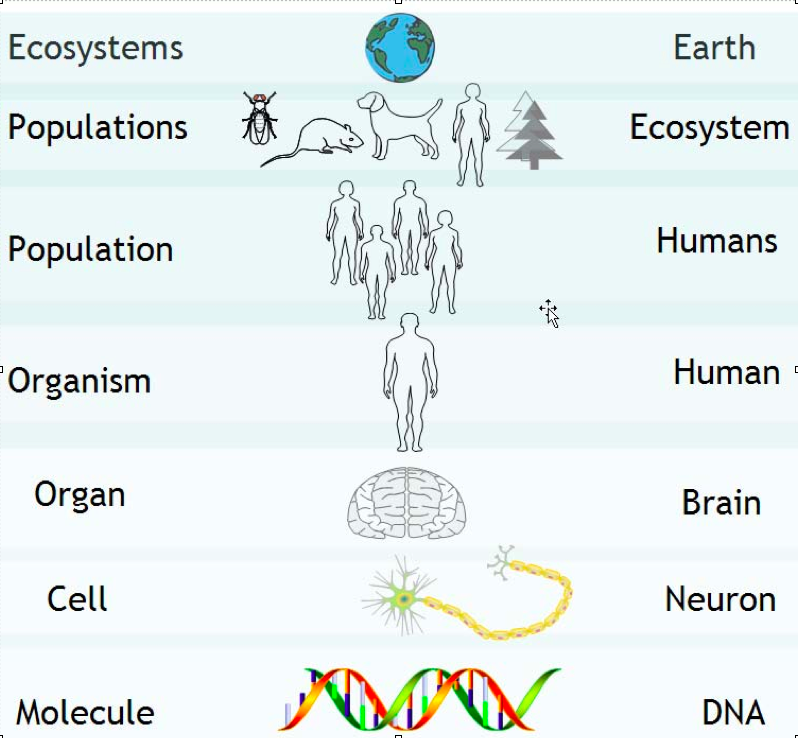 Ecosystems Earth
Populations Ecosystem
Population Humans
Organism Human
Organ Brain
Cell Neuron
Molecule DNA